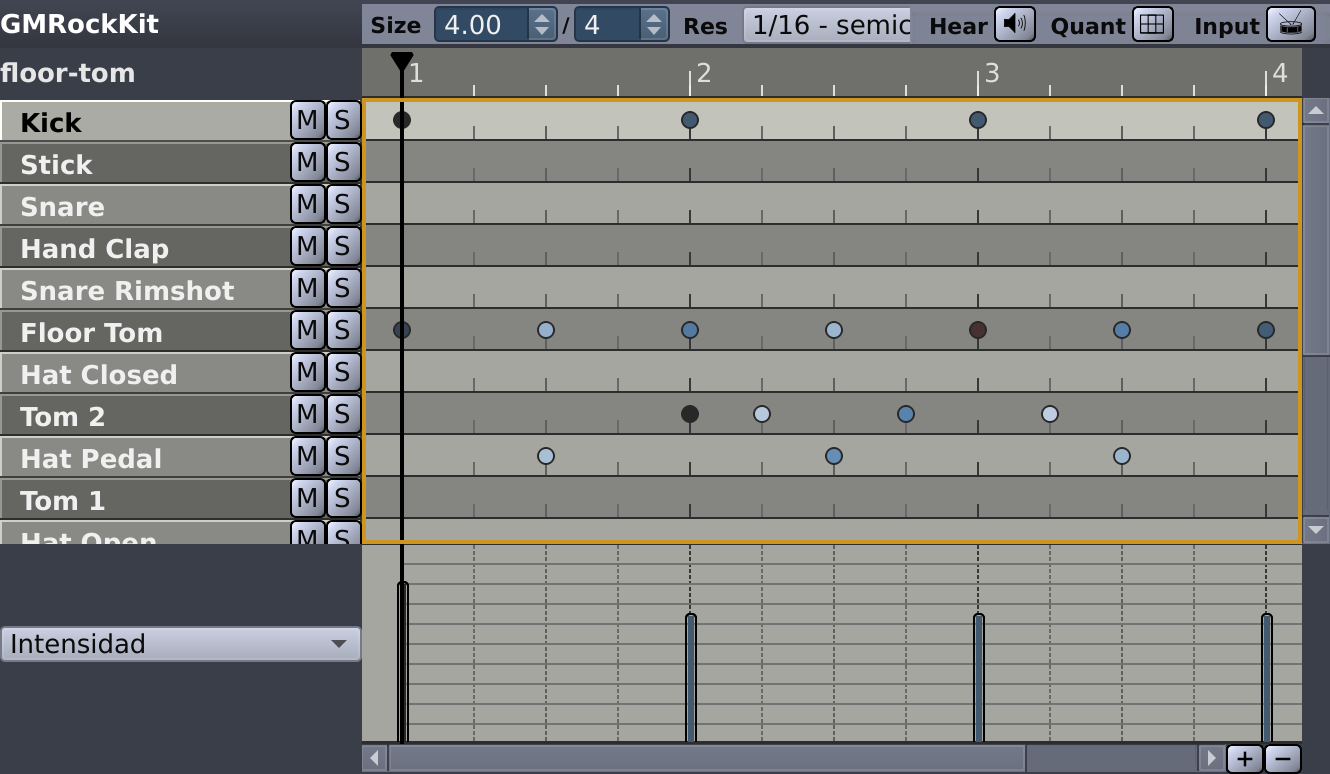 GMRockKit
Size 4.00 / 4 Res 1/16 - semic Hear Quant Input
floor-tom
1 2 3 4
Kick M S
Stick M S
Snare M S
Hand Clap M S
Snare Rimshot M S
Floor Tom M S
Hat Closed M S
Tom 2 M S
Hat Pedal M S
Tom 1 M S
Hat Open M S
Intensidad
+ −